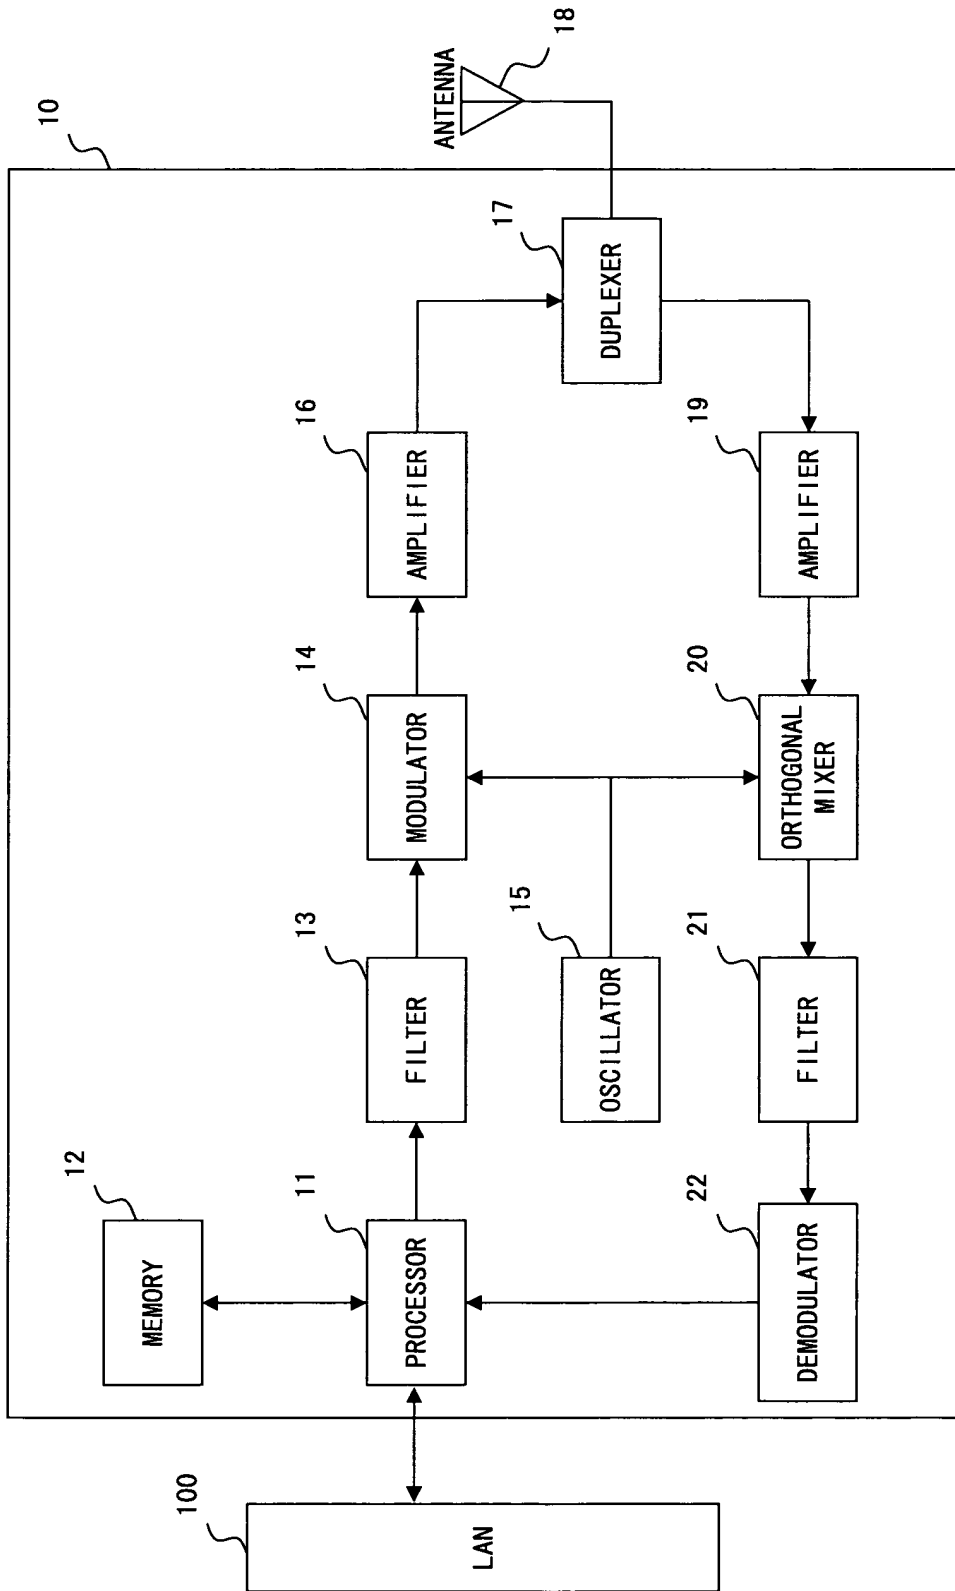 10
12
MEMORY
100
LAN
11
PROCESSOR
13
FILTER
14
MODULATOR
16
AMPLIFIER
15
OSCILLATOR
17
DUPLEXER
ANTENNA
18
22
DEMODULATOR
21
FILTER
20
ORTHOGONAL
MIXER
19
AMPLIFIER